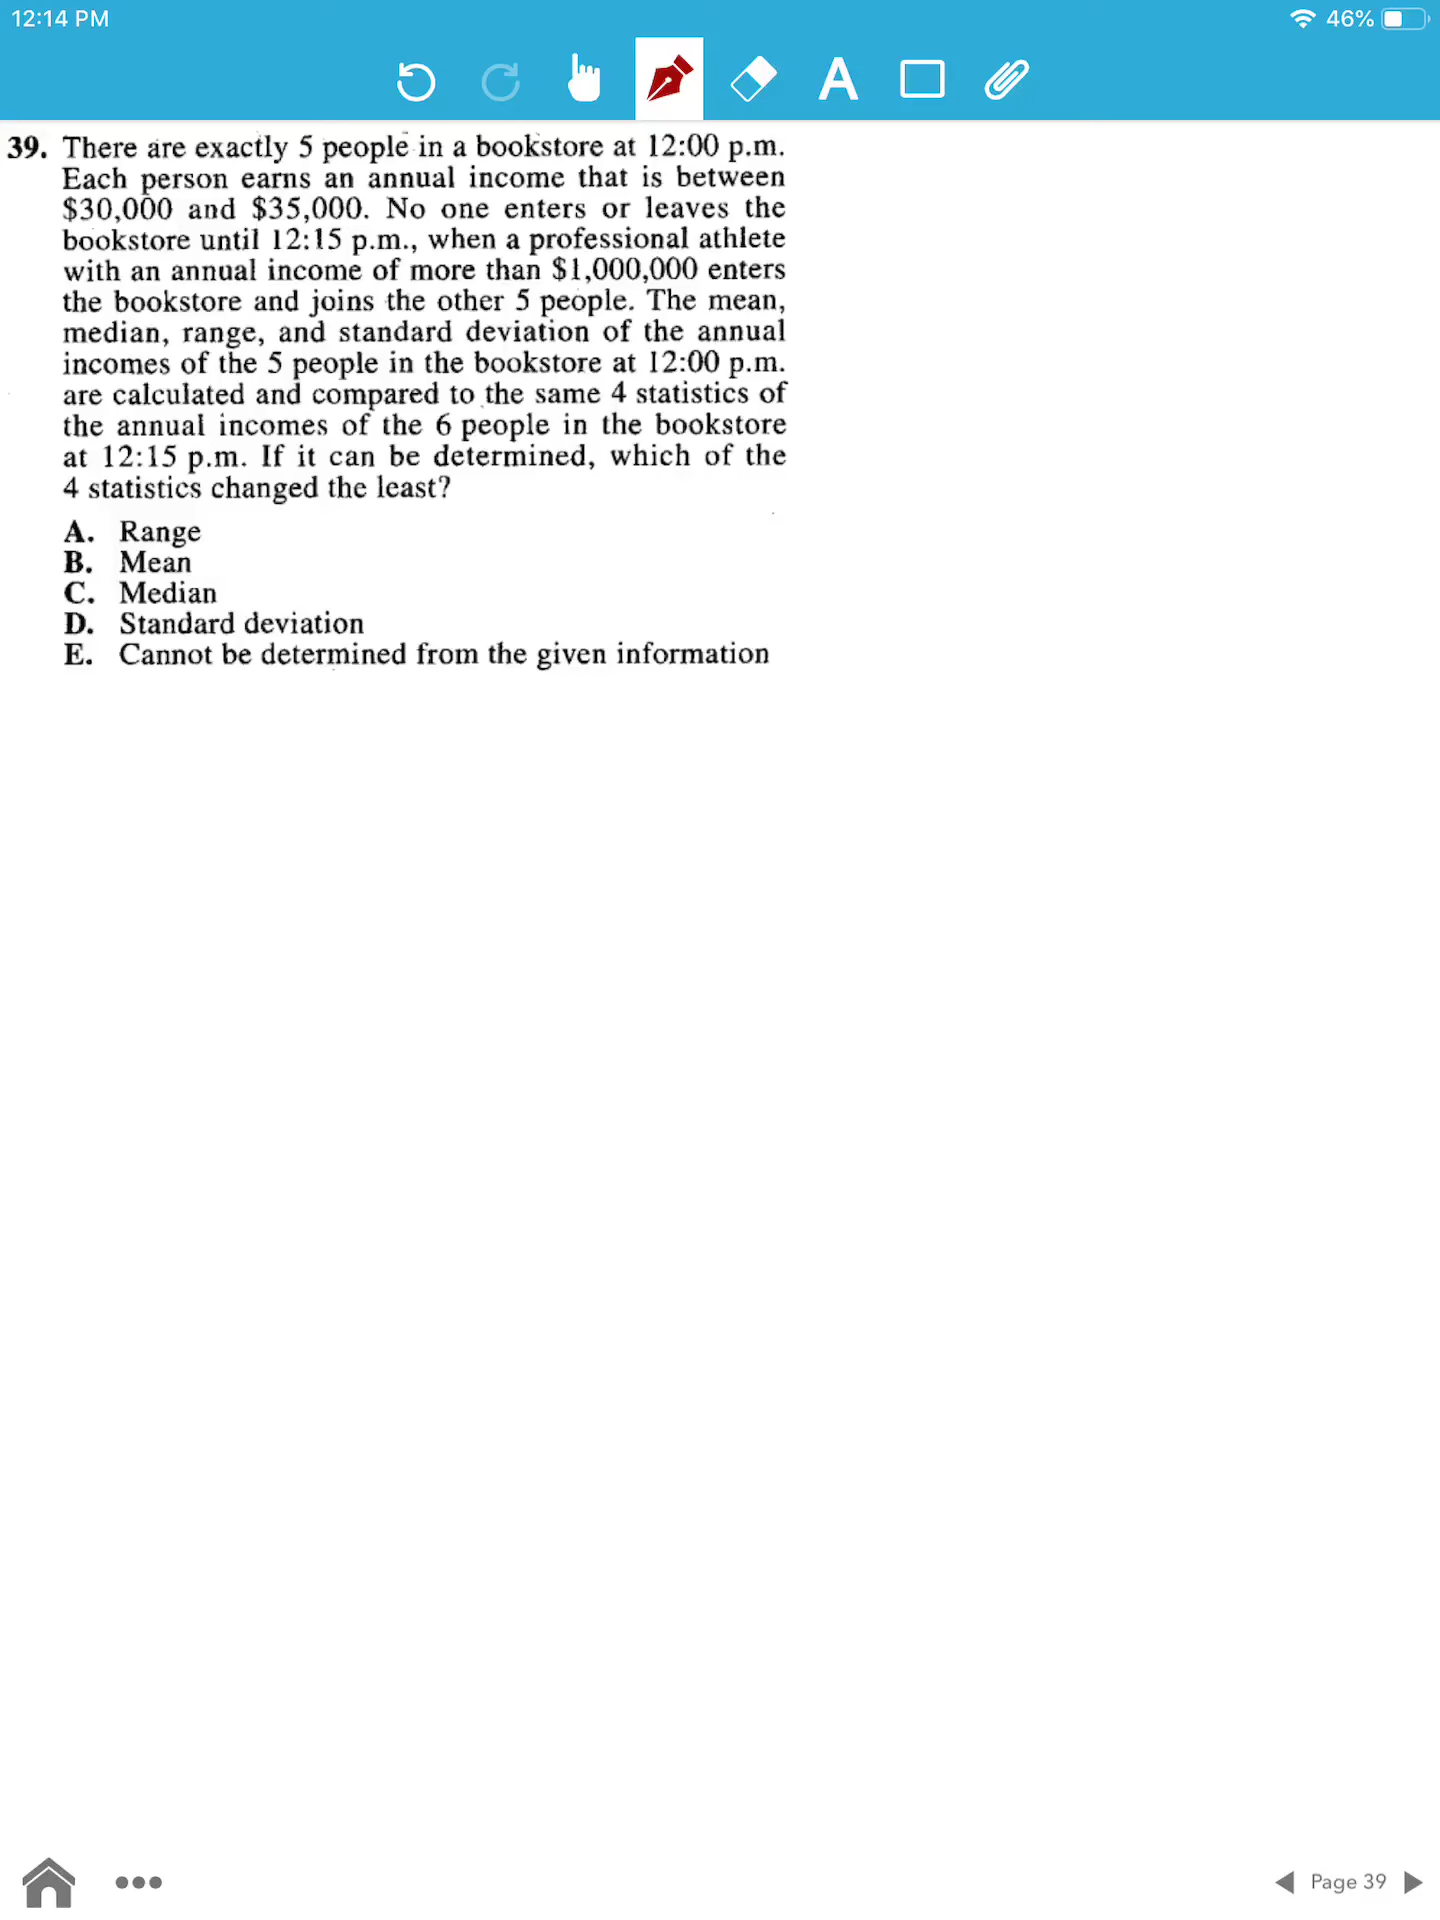 12:14 PM
46%
A
39. There are exactly 5 people in a bookstore at 12:00 p.m.
Each person earns an annual income that is between
$30,000 and $35,000. No one enters or leaves the
bookstore until 12:15 p.m., when a professional athlete
with an annual income of more than $1,000,000 enters
the bookstore and joins the other 5 people. The mean,
median, range, and standard deviation of the annual
incomes of the 5 people in the bookstore at 12:00 p.m.
are calculated and compared to the same 4 statistics of
the annual incomes of the 6 people in the bookstore
at 12:15 p.m. If it can be determined, which of the
4 statistics changed the least?
A. Range
B. Mean
C. Median
D. Standard deviation
E. Cannot be determined from the given information
Page 39